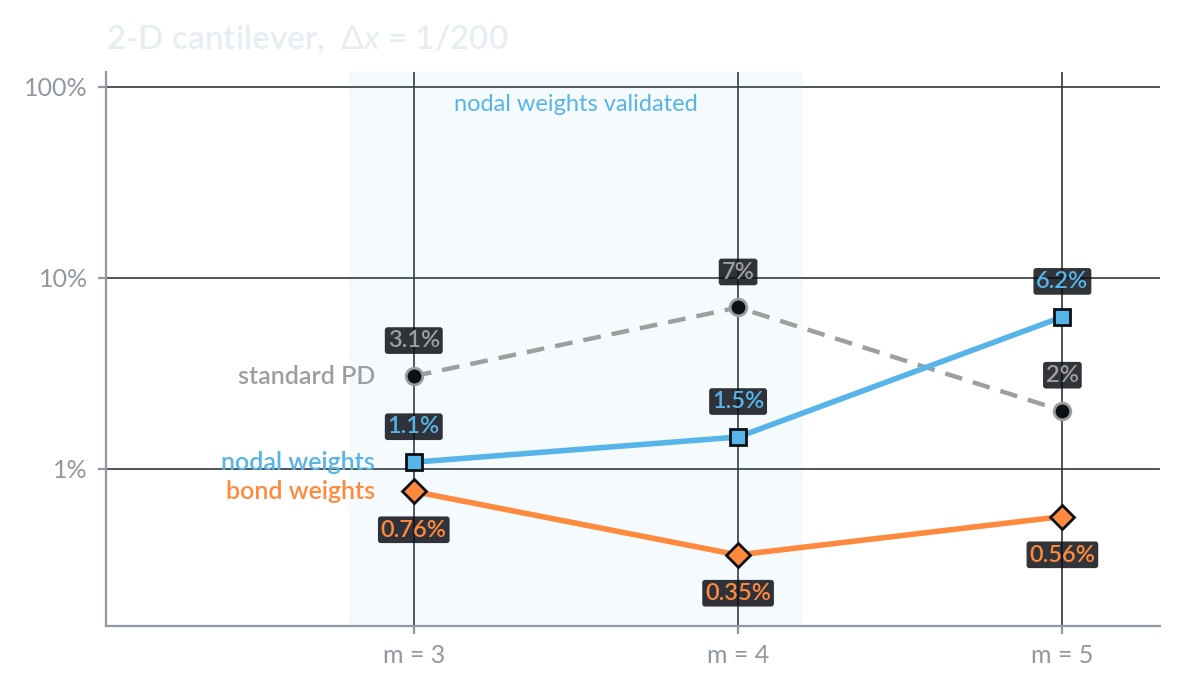 2-D cantilever, Δx = 1/200
100%
nodal weights validated
10%
7%
6.2%
3.1%
standard PD
2%
1.5%
1.1%
nodal weights
1%
bond weights
0.76%
0.56%
0.35%
m = 3
m = 4
m = 5